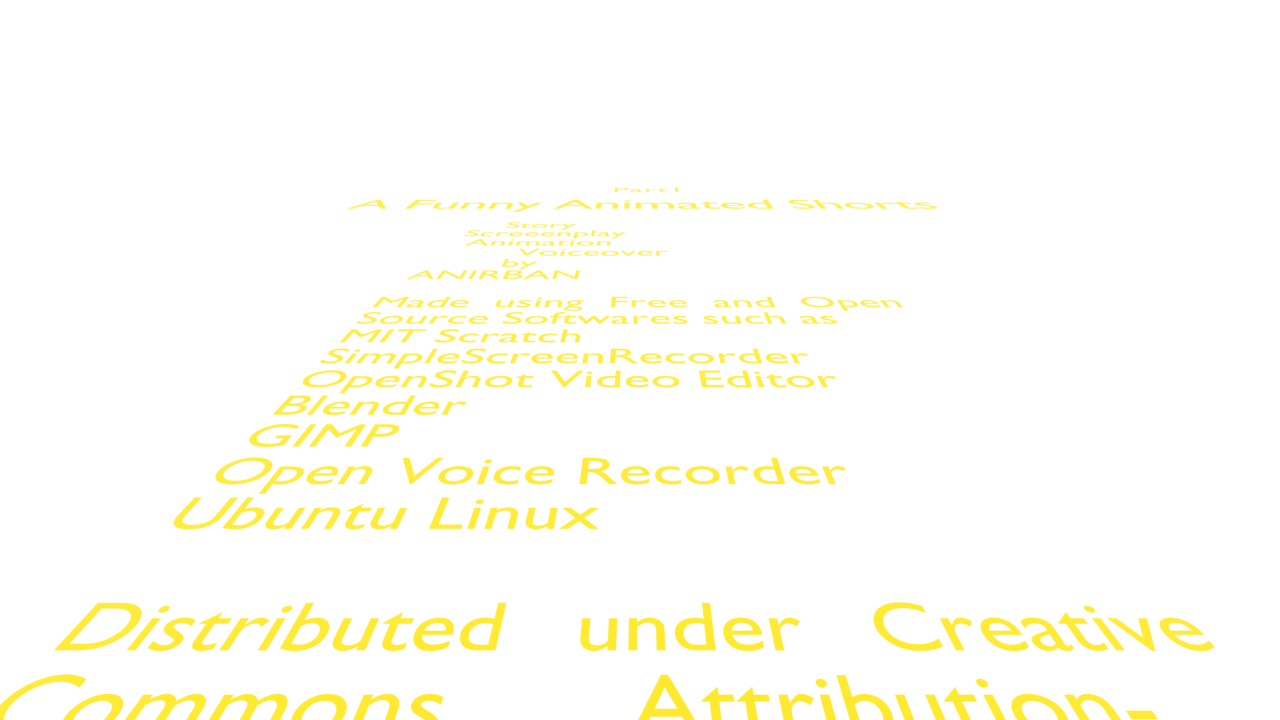 Part I
A Funny Animated Shorts
Story
Screeenplay
Animation
Voiceover
by
ANIRBAN
Made using Free and Open
Source Softwares such as
MIT Scratch
SimpleScreenRecorder
OpenShot Video Editor
Blender
GIMP
Open Voice Recorder
Ubuntu Linux
Distributed under Creative
Commons Attribution-